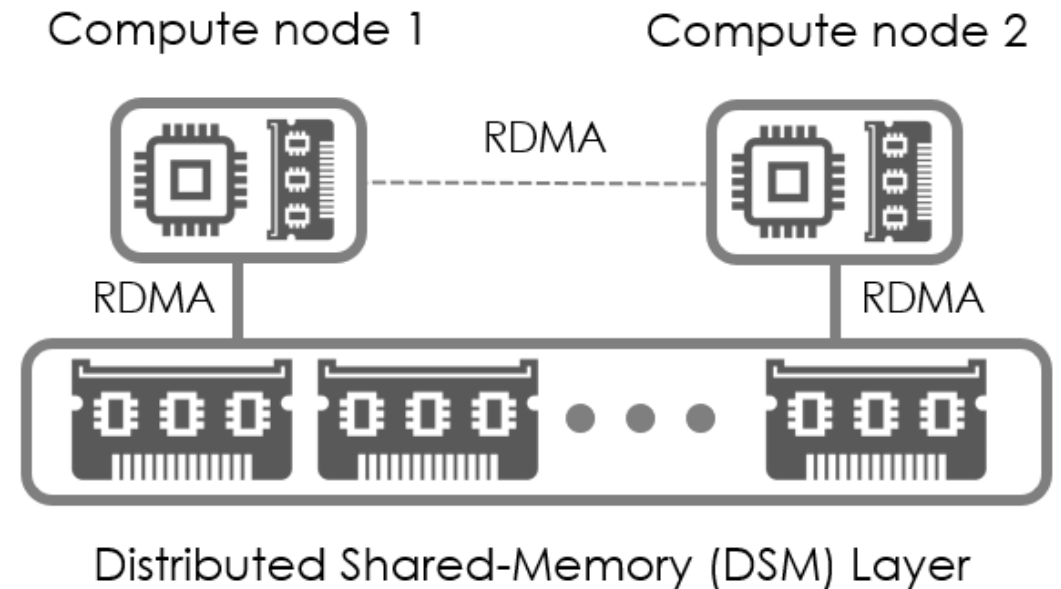 Compute node 1
Compute node 2
RDMA
RDMA
RDMA
Distributed Shared-Memory (DSM) Layer